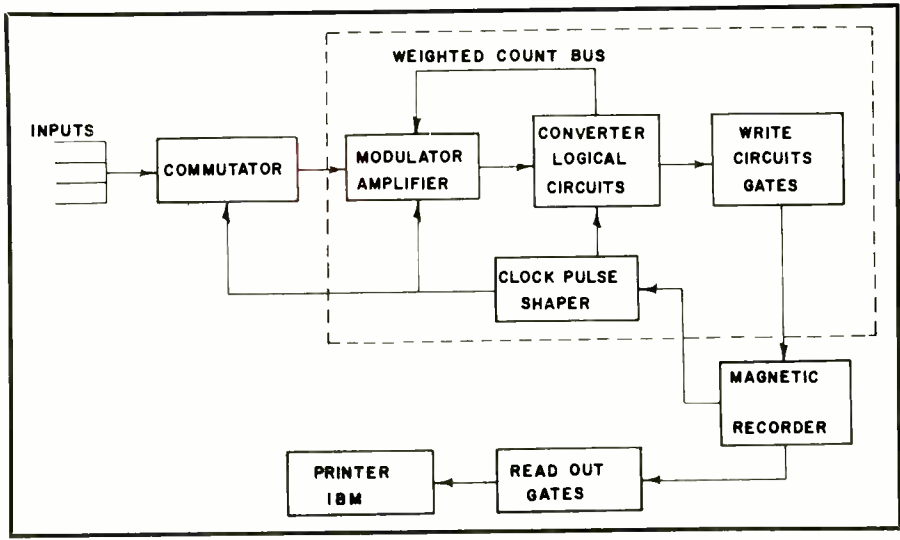 WEIGHTED COUNT BUS
INPUTS
COMMUTATOR
MODULATOR
AMPLIFIER
CONVERTER
LOGICAL
CIRCUITS
WRITE
CIRCUITS
GATES
CLOCK PULSE
SHAPER
MAGNETIC
RECORDER
PRINTER
IBM
READ OUT
GATES